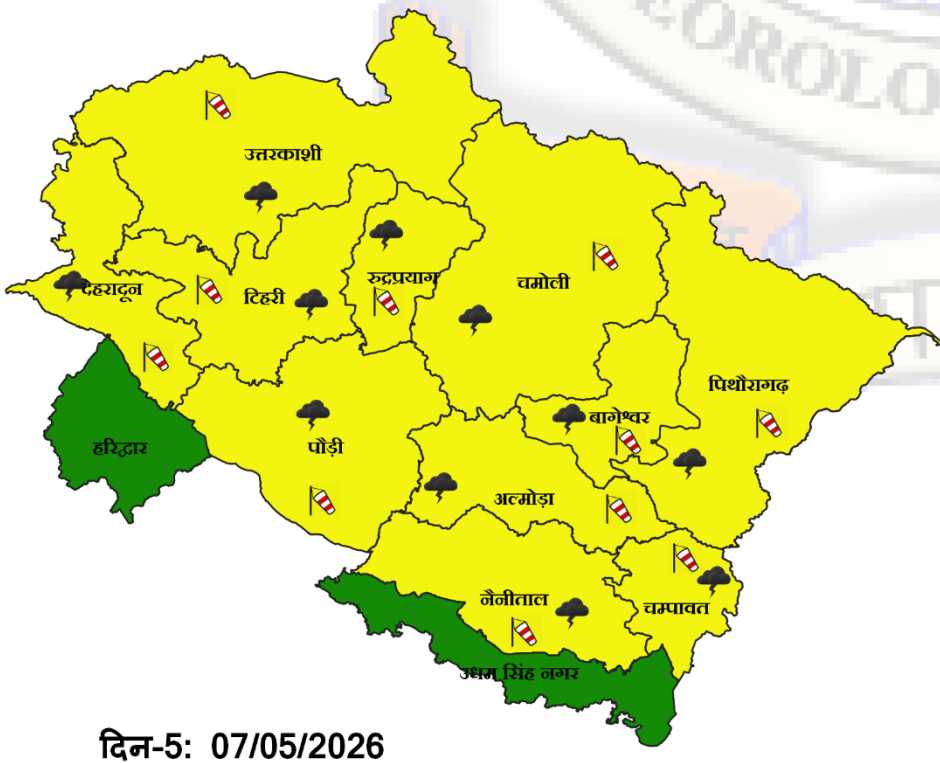 OROLO
उत्तरकाशी
देहरादून
टिहरी
रुद्रप्रयाग
चमोली
पिथौरागढ़
हरिद्वार
पौड़ी
बागेश्वर
अल्मोड़ा
नैनीताल
चम्पावत
उधम सिंह नगर
दिन-5: 07/05/2026